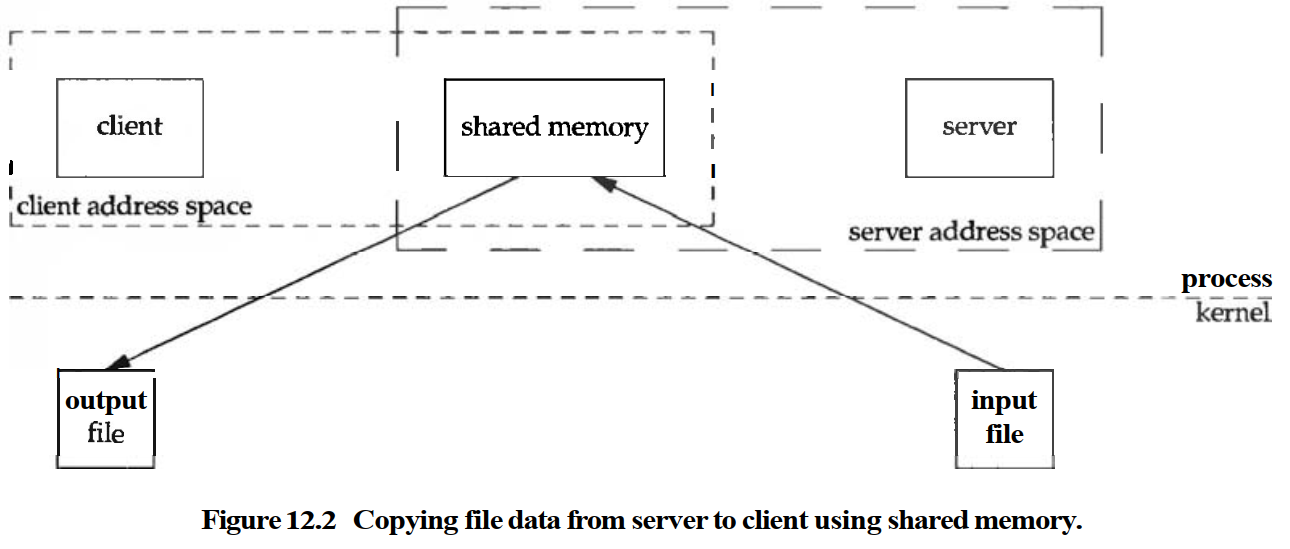 client
shared memory
server
client address space
server address space
process
kernel
output
file
input
file
Figure 12.2 Copying file data from server to client using shared memory.